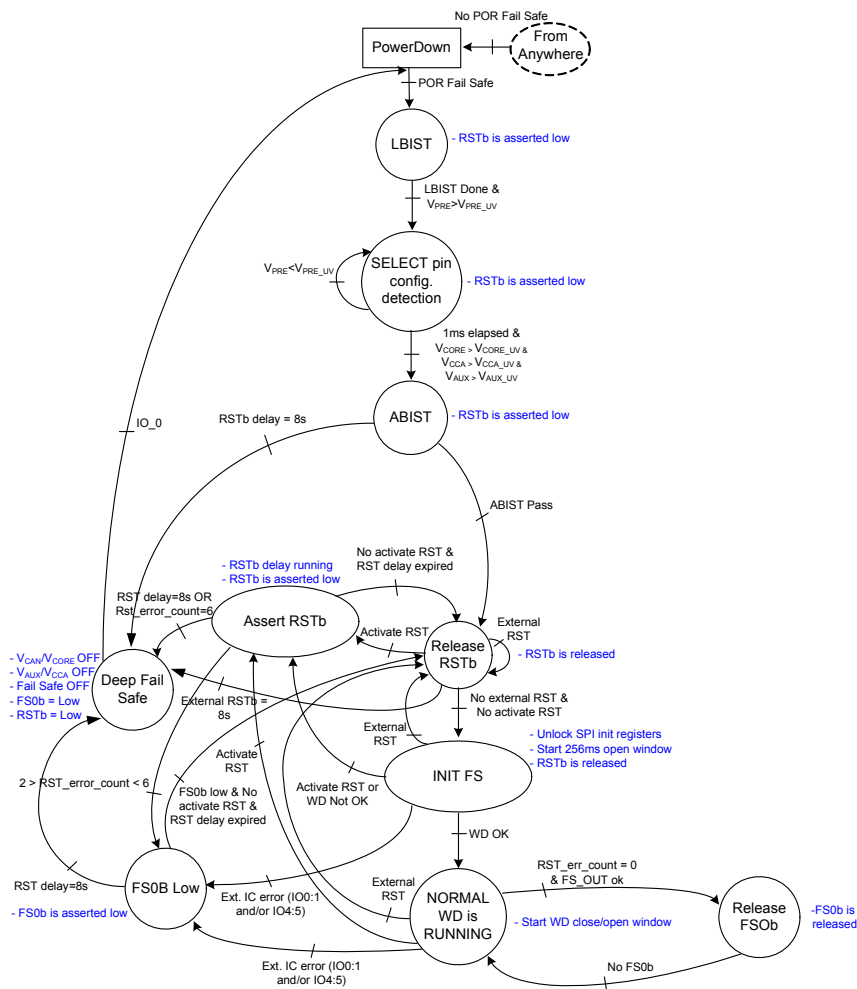 No POR Fail Safe
PowerDown
From
Anywhere
POR Fail Safe
LBIST
- RSTb is asserted low
LBIST Done &
VPRE>VPRE_UV
VPRE<VPRE_UV
SELECT pin
config.
detection
- RSTb is asserted low
1ms elapsed &
VCORE > VCORE_UV &
VCCA > VCCA_UV &
VAUX > VAUX_UV
IO_0
RSTb delay = 8s
ABIST
- RSTb is asserted low
ABIST Pass
- RSTb delay running
- RSTb is asserted low
No activate RST &
RST delay expired
RST delay=8s OR
Rst_error_count=6
Assert RSTb
Activate RST
Release
RSTb
External
RST
- RSTb is released
- VCAN/VCORE OFF
- VAUX/VCCA OFF
- Fail Safe OFF
- FS0b = Low
- RSTb = Low
Deep Fail
Safe
External RSTb =
8s
No external RST &
No activate RST
External
RST
- Unlock SPI init registers
- Start 256ms open window
- RSTb is released
Activate
RST
INIT FS
2 > RST_error_count < 6
FS0b low & No
activate RST &
RST delay expired
Activate RST or
WD Not OK
WD OK
RST delay=8s
FS0B Low
- FS0b is asserted low
Ext. IC error (IO0:1
and/or IO4:5)
External
RST
NORMAL
WD is
RUNNING
- Start WD close/open window
RST_err_count = 0
& FS_OUT ok
Release
FSOb
-FS0b is
released
Ext. IC error (IO0:1
and/or IO4:5)
No FS0b